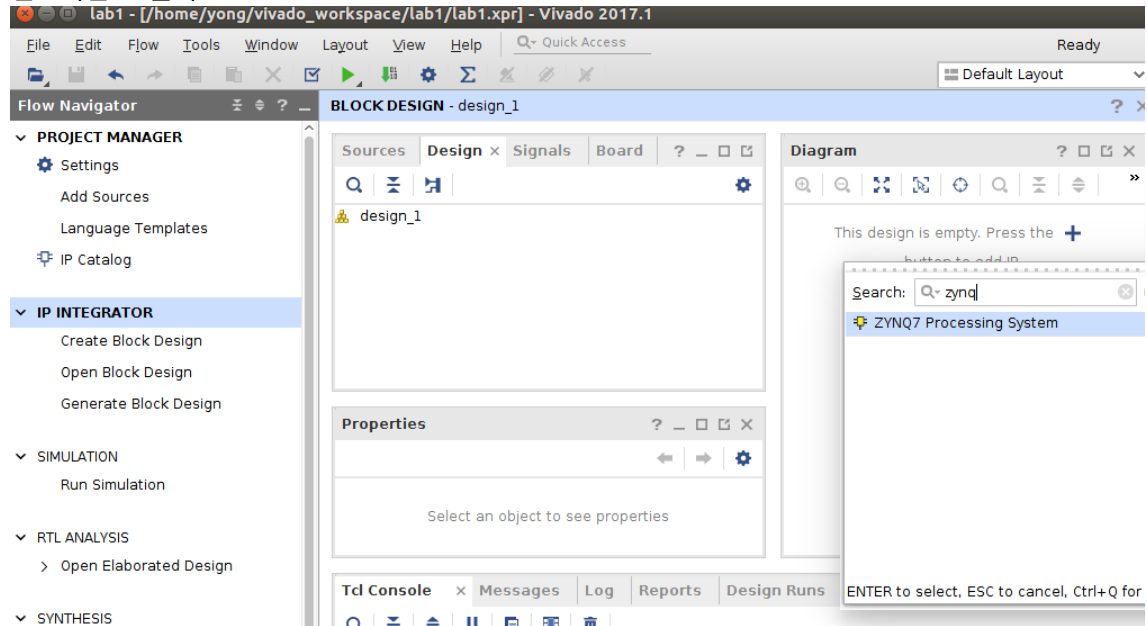 lab1 - [/home/yong/vivado_workspace/lab1/lab1.xpr] - Vivado 2017.1
File Edit Flow Tools Window Layout View Help Quick Access Ready
Default Layout
Flow Navigator
PROJECT MANAGER
Settings
Add Sources
Language Templates
IP Catalog
IP INTEGRATOR
Create Block Design
Open Block Design
Generate Block Design
SIMULATION
Run Simulation
RTL ANALYSIS
Open Elaborated Design
SYNTHESIS
BLOCK DESIGN - design_1
Sources Design Signals Board
design_1
Properties
Select an object to see properties
Tcl Console Messages Log Reports Design Runs
Diagram
This design is empty. Press the
button to add IP
Search: zynq
ZYNQ7 Processing System
ENTER to select, ESC to cancel, Ctrl+Q for